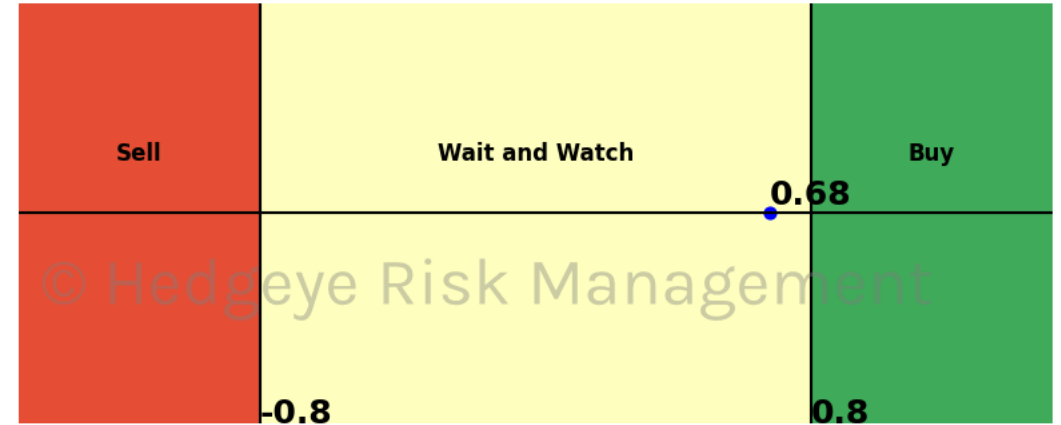 Sell
Wait and Watch
Buy
0.68
© Hedgeye Risk Management
-0.8
0.8